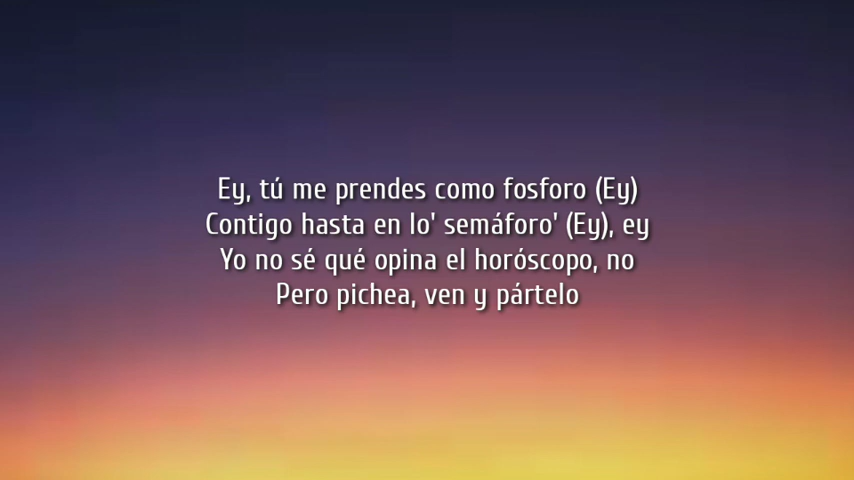 Ey, tú me prendes como fosforo (Ey)
Contigo hasta en lo' semáforo' (Ey), ey
Yo no sé qué opina el horóscopo, no
Pero pichea, ven y pártelo